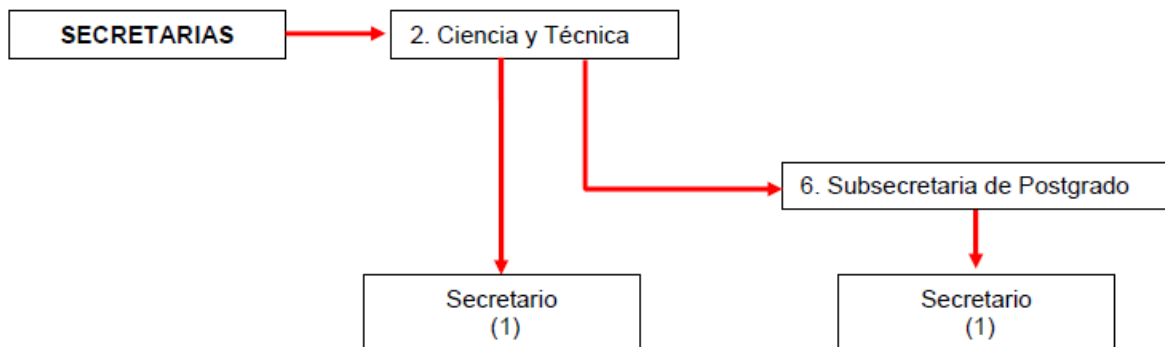 SECRETARIAS
2. Ciencia y Técnica
6. Subsecretaria de Postgrado
Secretario
(1)
Secretario
(1)